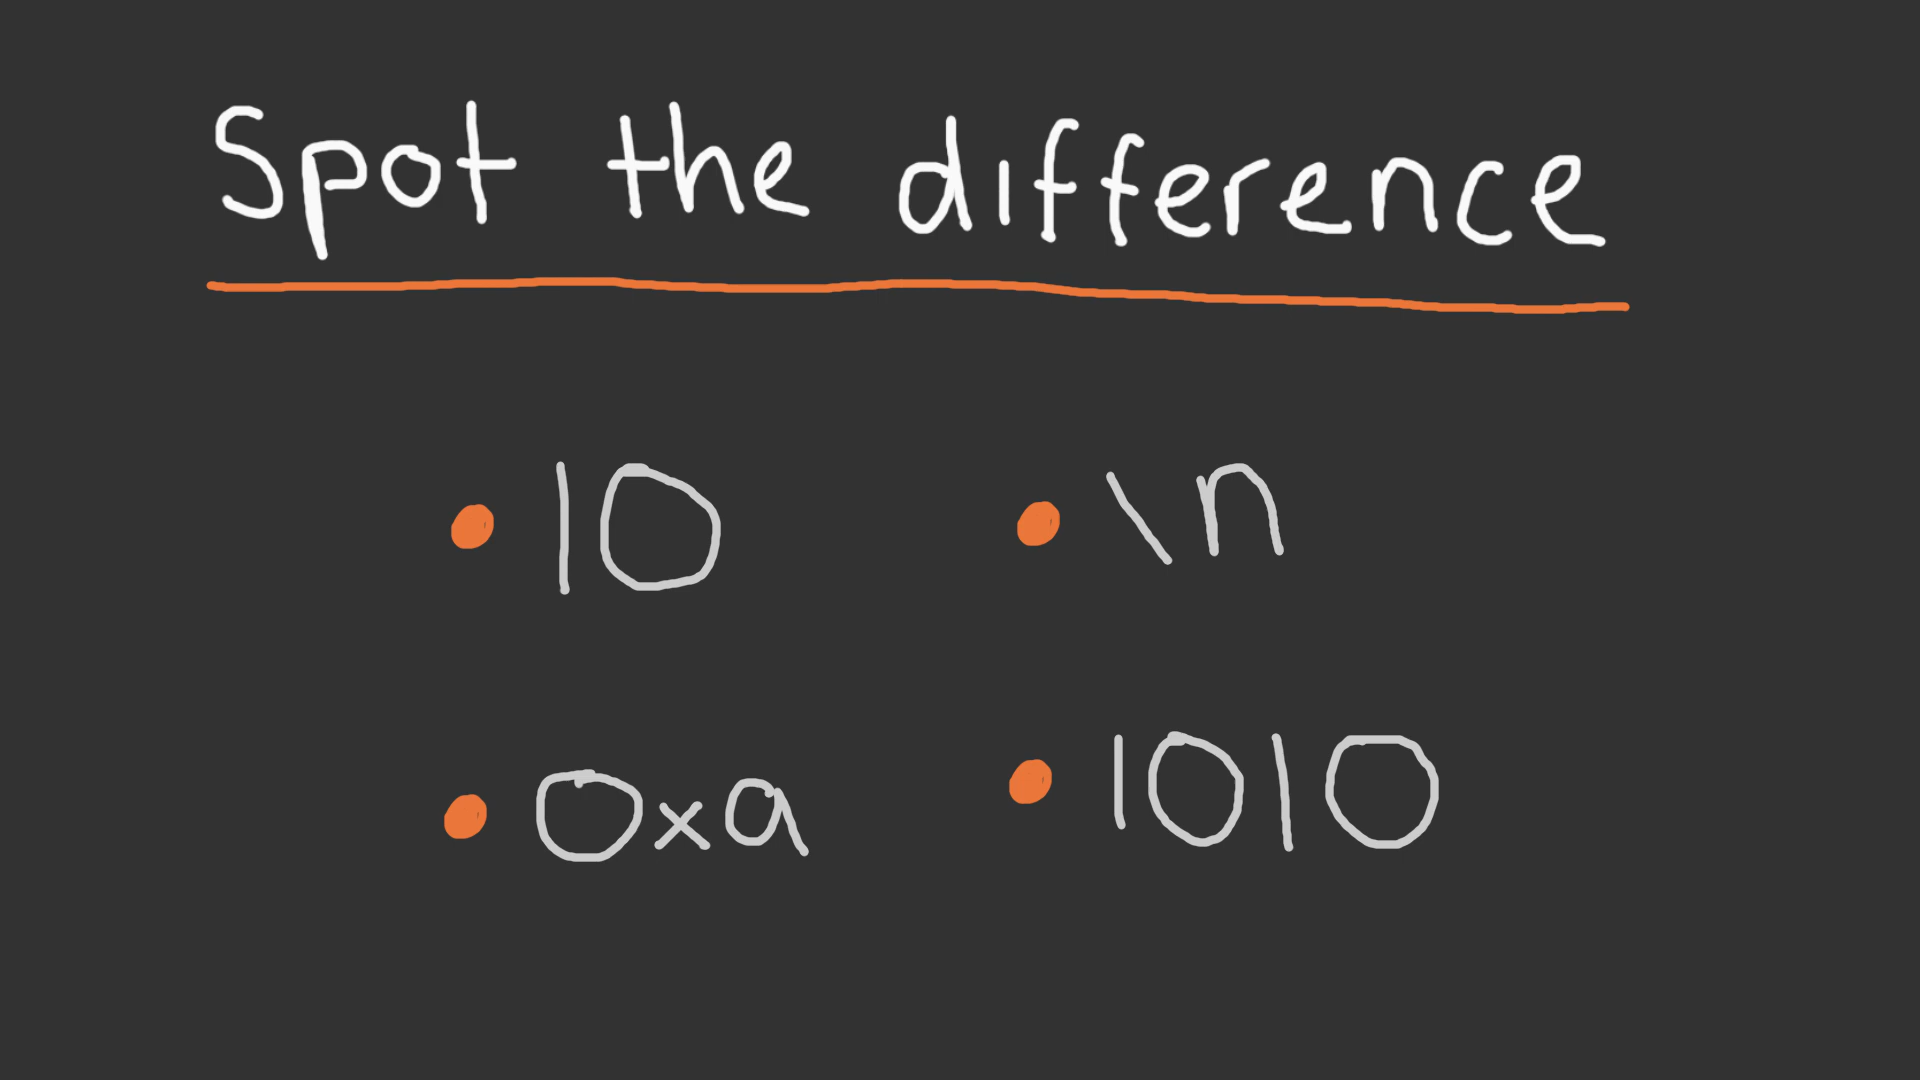 Spot the difference
• 10 • \n
• 0xa • 1010